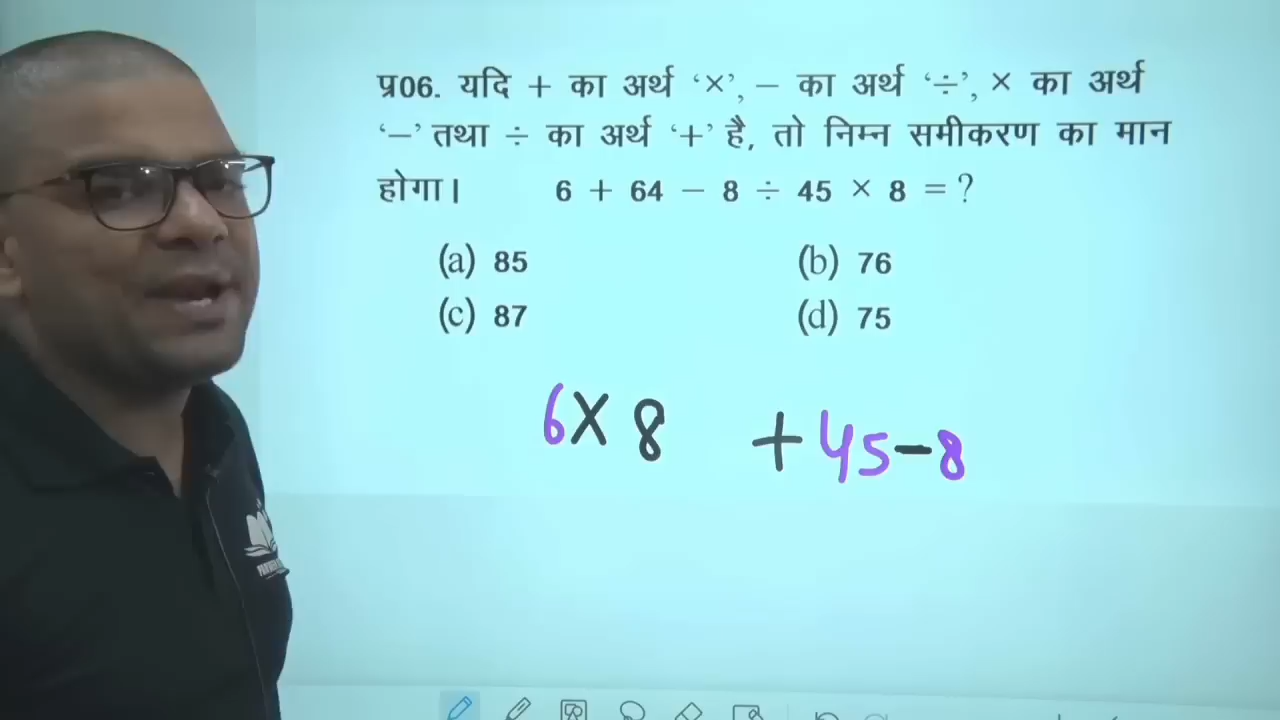 प्र06. यदि + का अर्थ ‘×’, − का अर्थ ‘÷’, × का अर्थ
‘−’ तथा ÷ का अर्थ ‘+’ है, तो निम्न समीकरण का मान
होगा। 6 + 64 − 8 ÷ 45 × 8 = ?
(a) 85 (b) 76
(c) 87 (d) 75
6 × 8 + 45 − 8